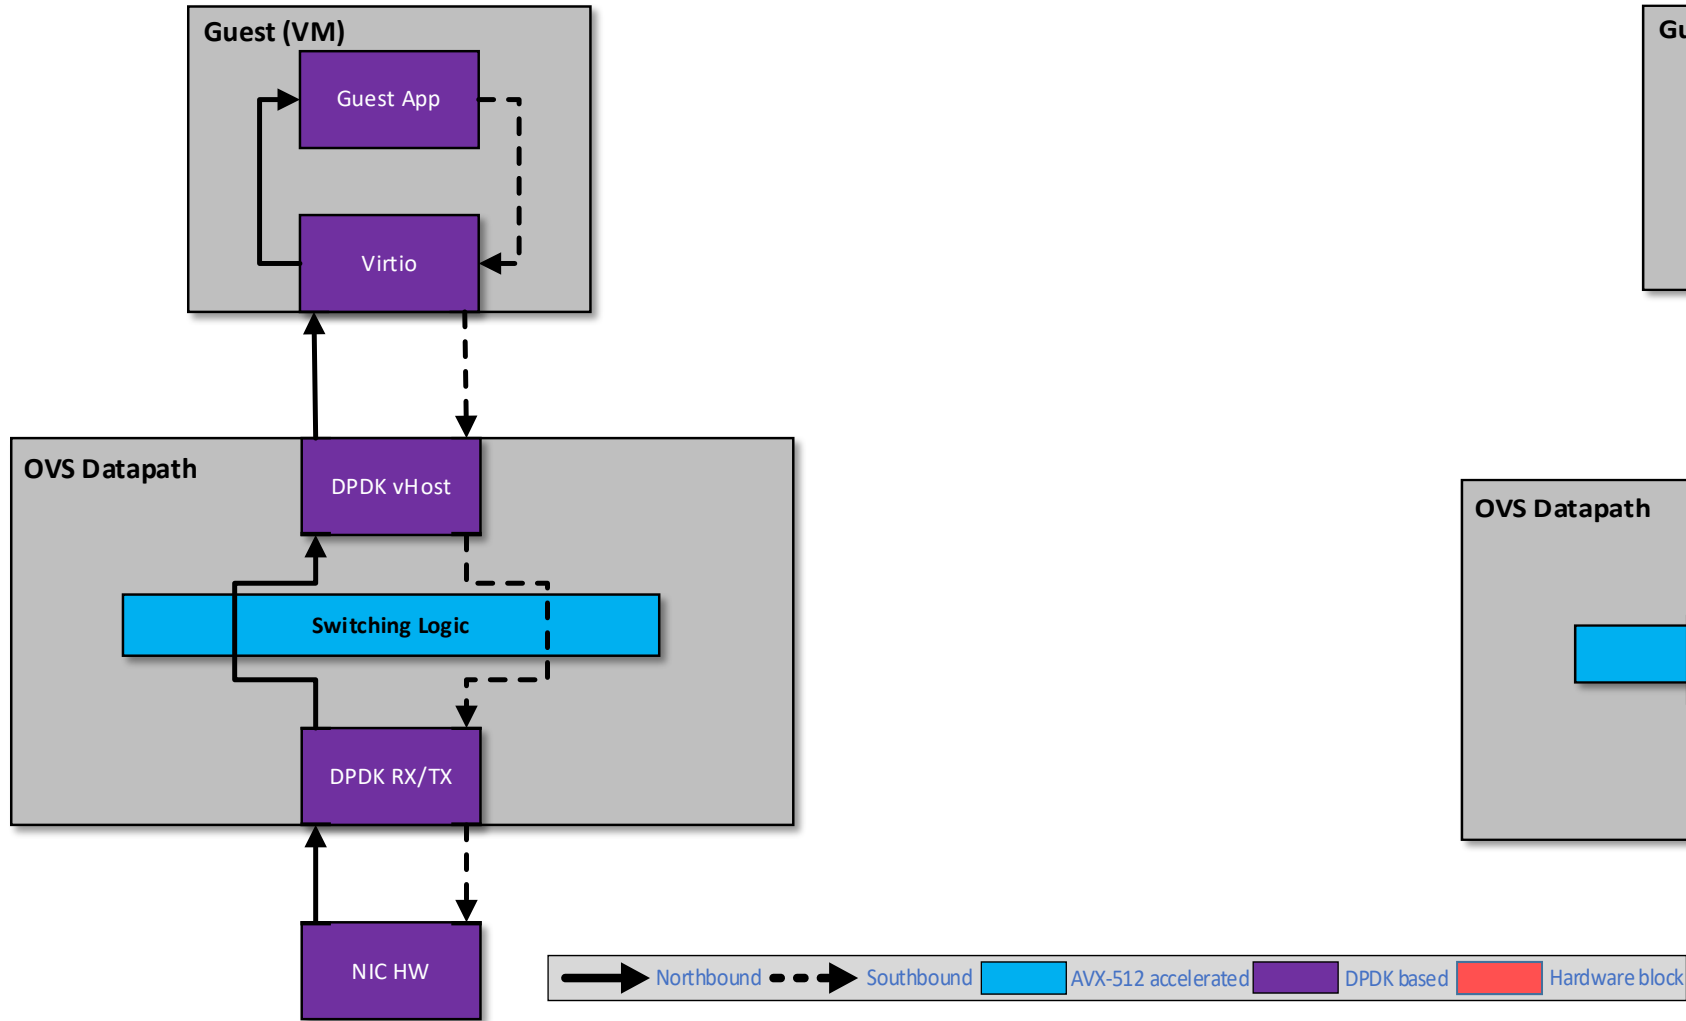 Guest (VM)
Guest App
Virtio
OVS Datapath
DPDK vHost
Switching Logic
DPDK RX/TX
NIC HW
Northbound
Southbound
AVX-512 accelerated
DPDK based
Hardware block
OVS Datapath